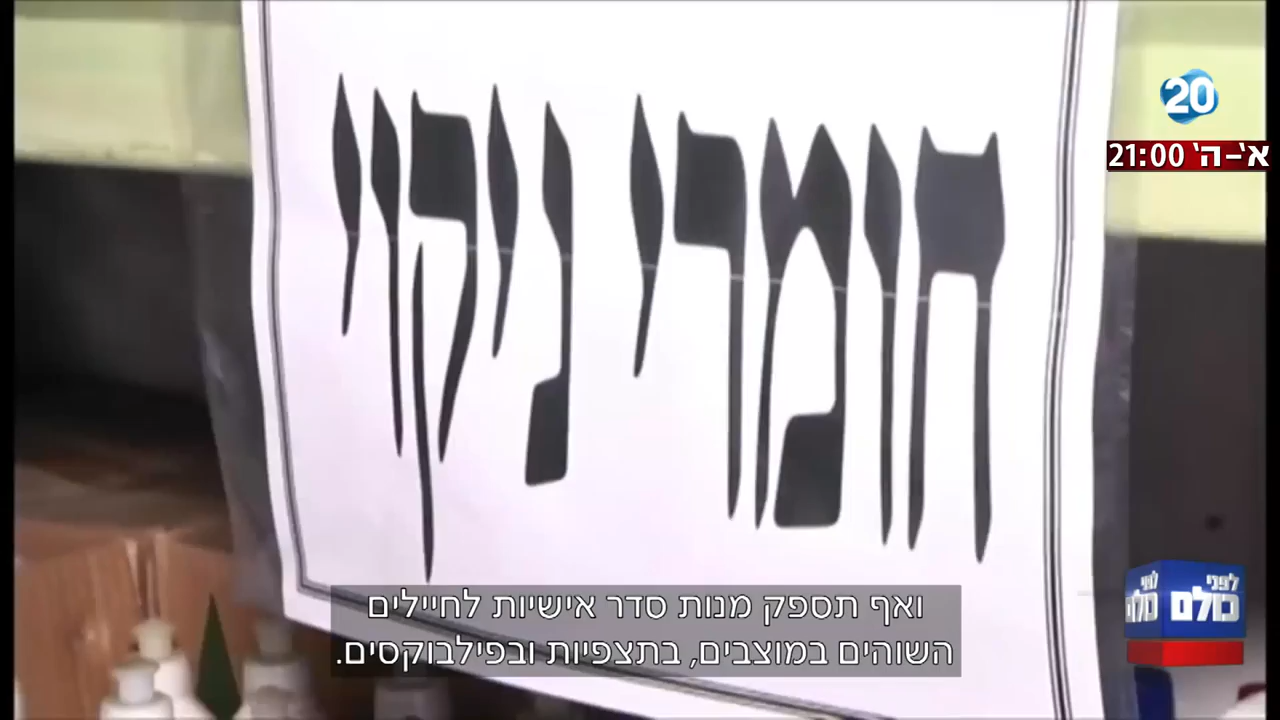 חומרי ניקוי
20
א'-ה' 21:00
לפני
כולם
ואף תספק מנות סדר אישיות לחיילים
השוהים במוצבים, בתצפיות ובפילבוקסים.